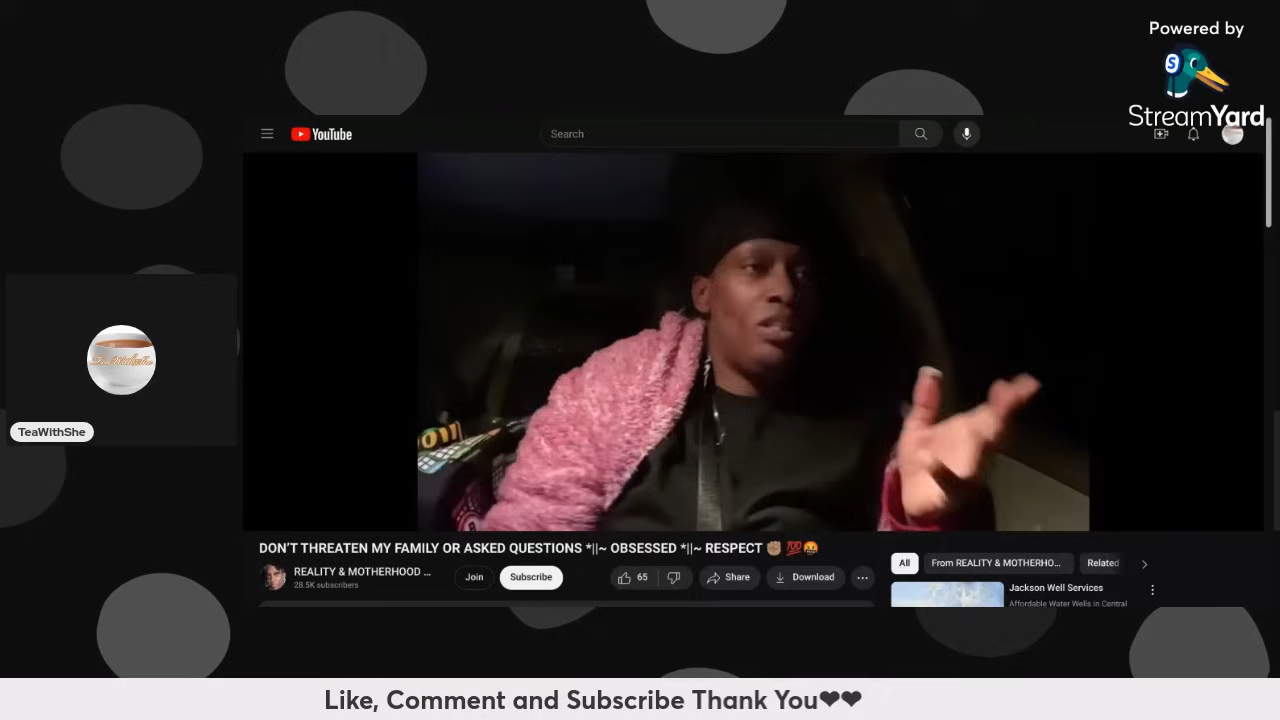 Powered by
StreamYard
YouTube
Search
TeaWithShe
TeaWithShe
DON'T THREATEN MY FAMILY OR ASKED QUESTIONS *||~ OBSESSED *||~ RESPECT ✊🏽 💯🤬
REALITY & MOTHERHOOD ...
28.5K subscribers
Join
Subscribe
65
Share
Download
...
All
From REALITY & MOTHERHO...
Related
Jackson Well Services
Affordable Water Wells in Central
Like, Comment and Subscribe Thank You❤❤